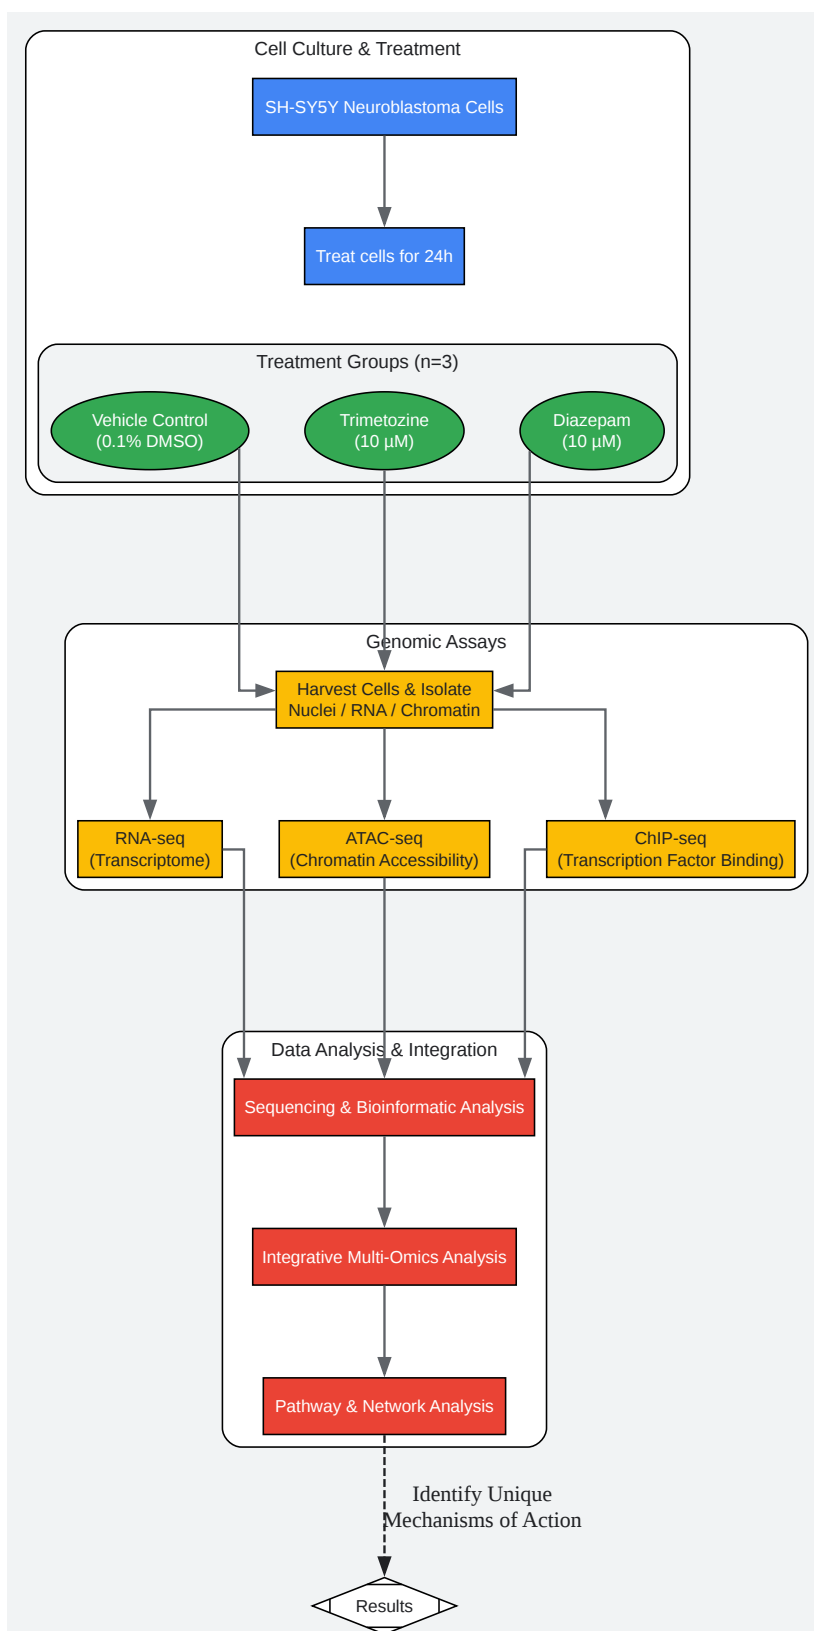 Cell Culture & Treatment
SH-SY5Y Neuroblastoma Cells
Treat cells for 24h
Treatment Groups (n=3)
Vehicle Control
(0.1% DMSO)
Trimetozine
(10 µM)
Diazepam
(10 µM)
Genomic Assays
Harvest Cells & Isolate
Nuclei / RNA / Chromatin
RNA-seq
(Transcriptome)
ATAC-seq
(Chromatin Accessibility)
ChIP-seq
(Transcription Factor Binding)
Data Analysis & Integration
Sequencing & Bioinformatic Analysis
Integrative Multi-Omics Analysis
Pathway & Network Analysis
Identify Unique
Mechanisms of Action
Results